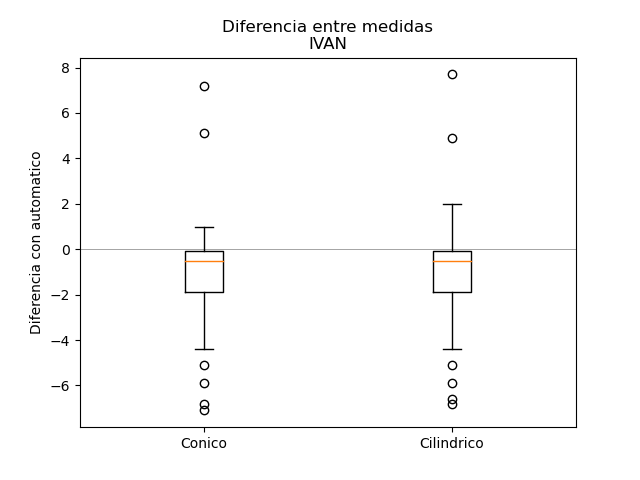 Diferencia entre medidas
IVAN
Diferencia con automatico
8
6
4
2
0
−2
−4
−6
Conico
Cilindrico